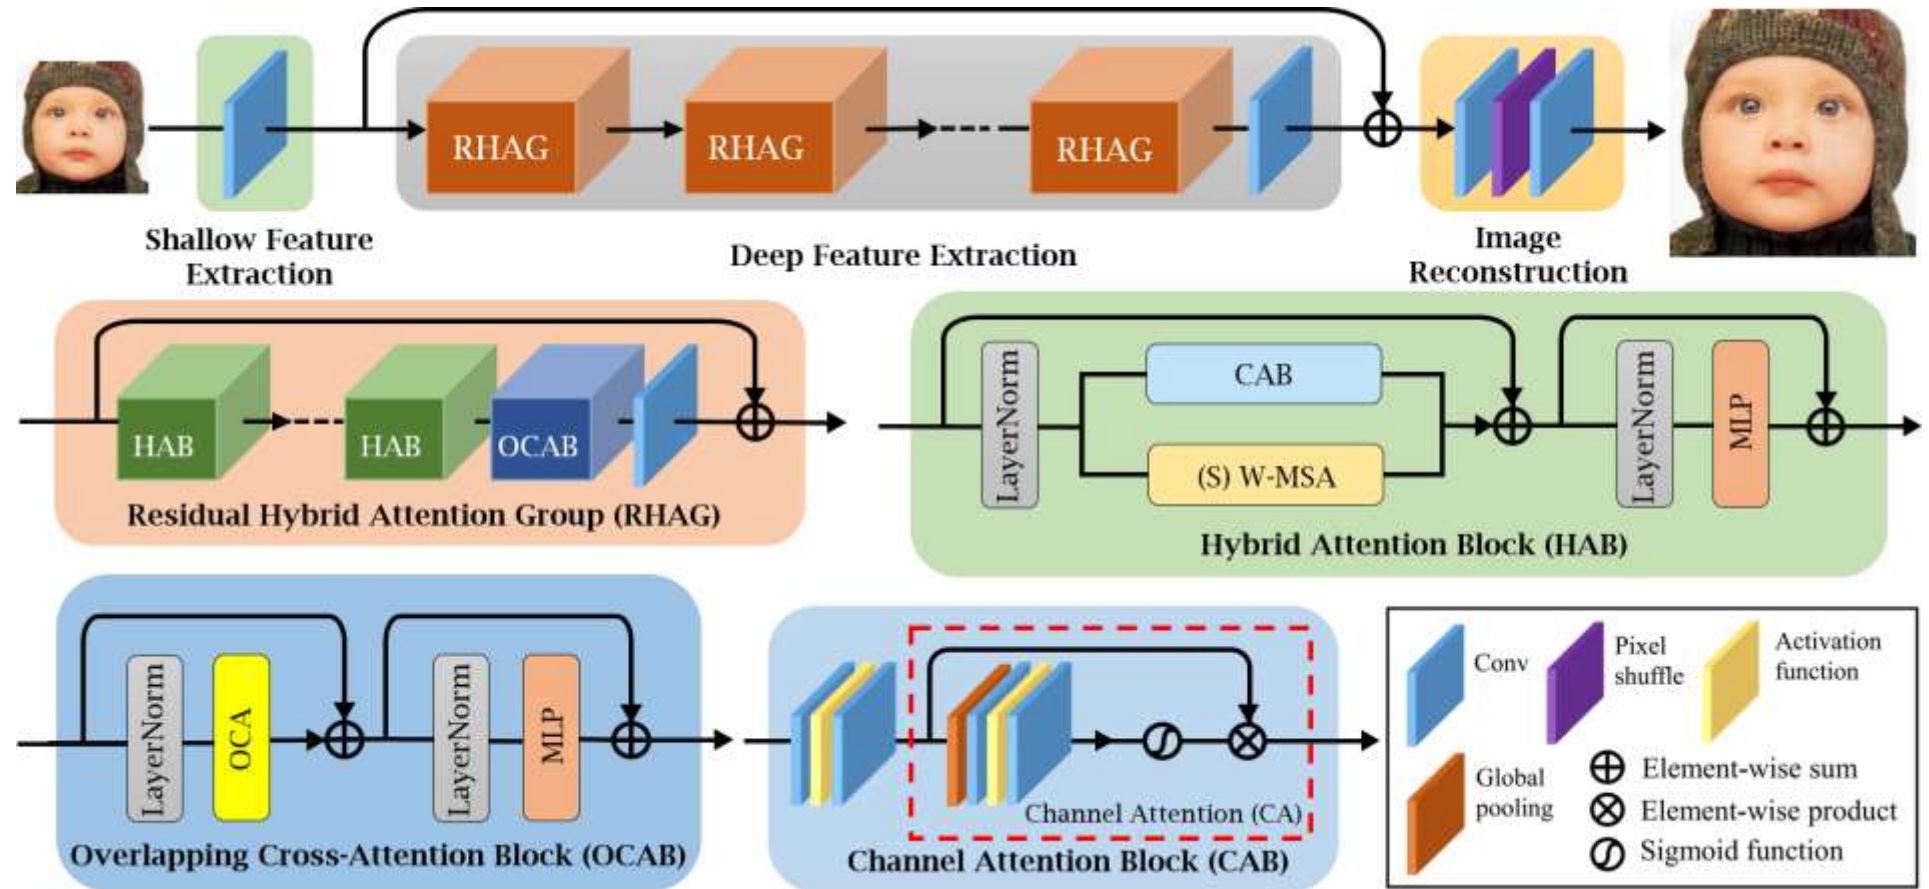 RHAG
RHAG
RHAG
Shallow Feature
Extraction
Deep Feature Extraction
Image
Reconstruction
HAB
HAB
OCAB
Residual Hybrid Attention Group (RHAG)
LayerNorm
CAB
(S) W-MSA
LayerNorm
MLP
Hybrid Attention Block (HAB)
LayerNorm
OCA
LayerNorm
MLP
Overlapping Cross-Attention Block (OCAB)
Channel Attention (CA)
Channel Attention Block (CAB)
Conv
Pixel
shuffle
Activation
function
Global
pooling
Element-wise sum
Element-wise product
Sigmoid function